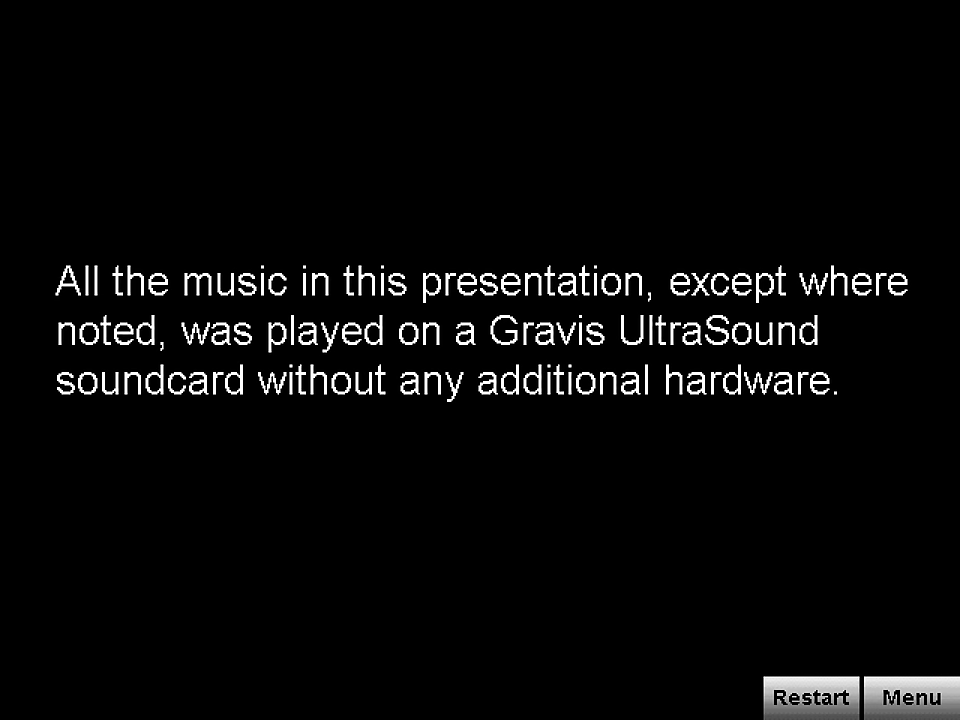 All the music in this presentation, except where
noted, was played on a Gravis UltraSound
soundcard without any additional hardware.
Restart Menu